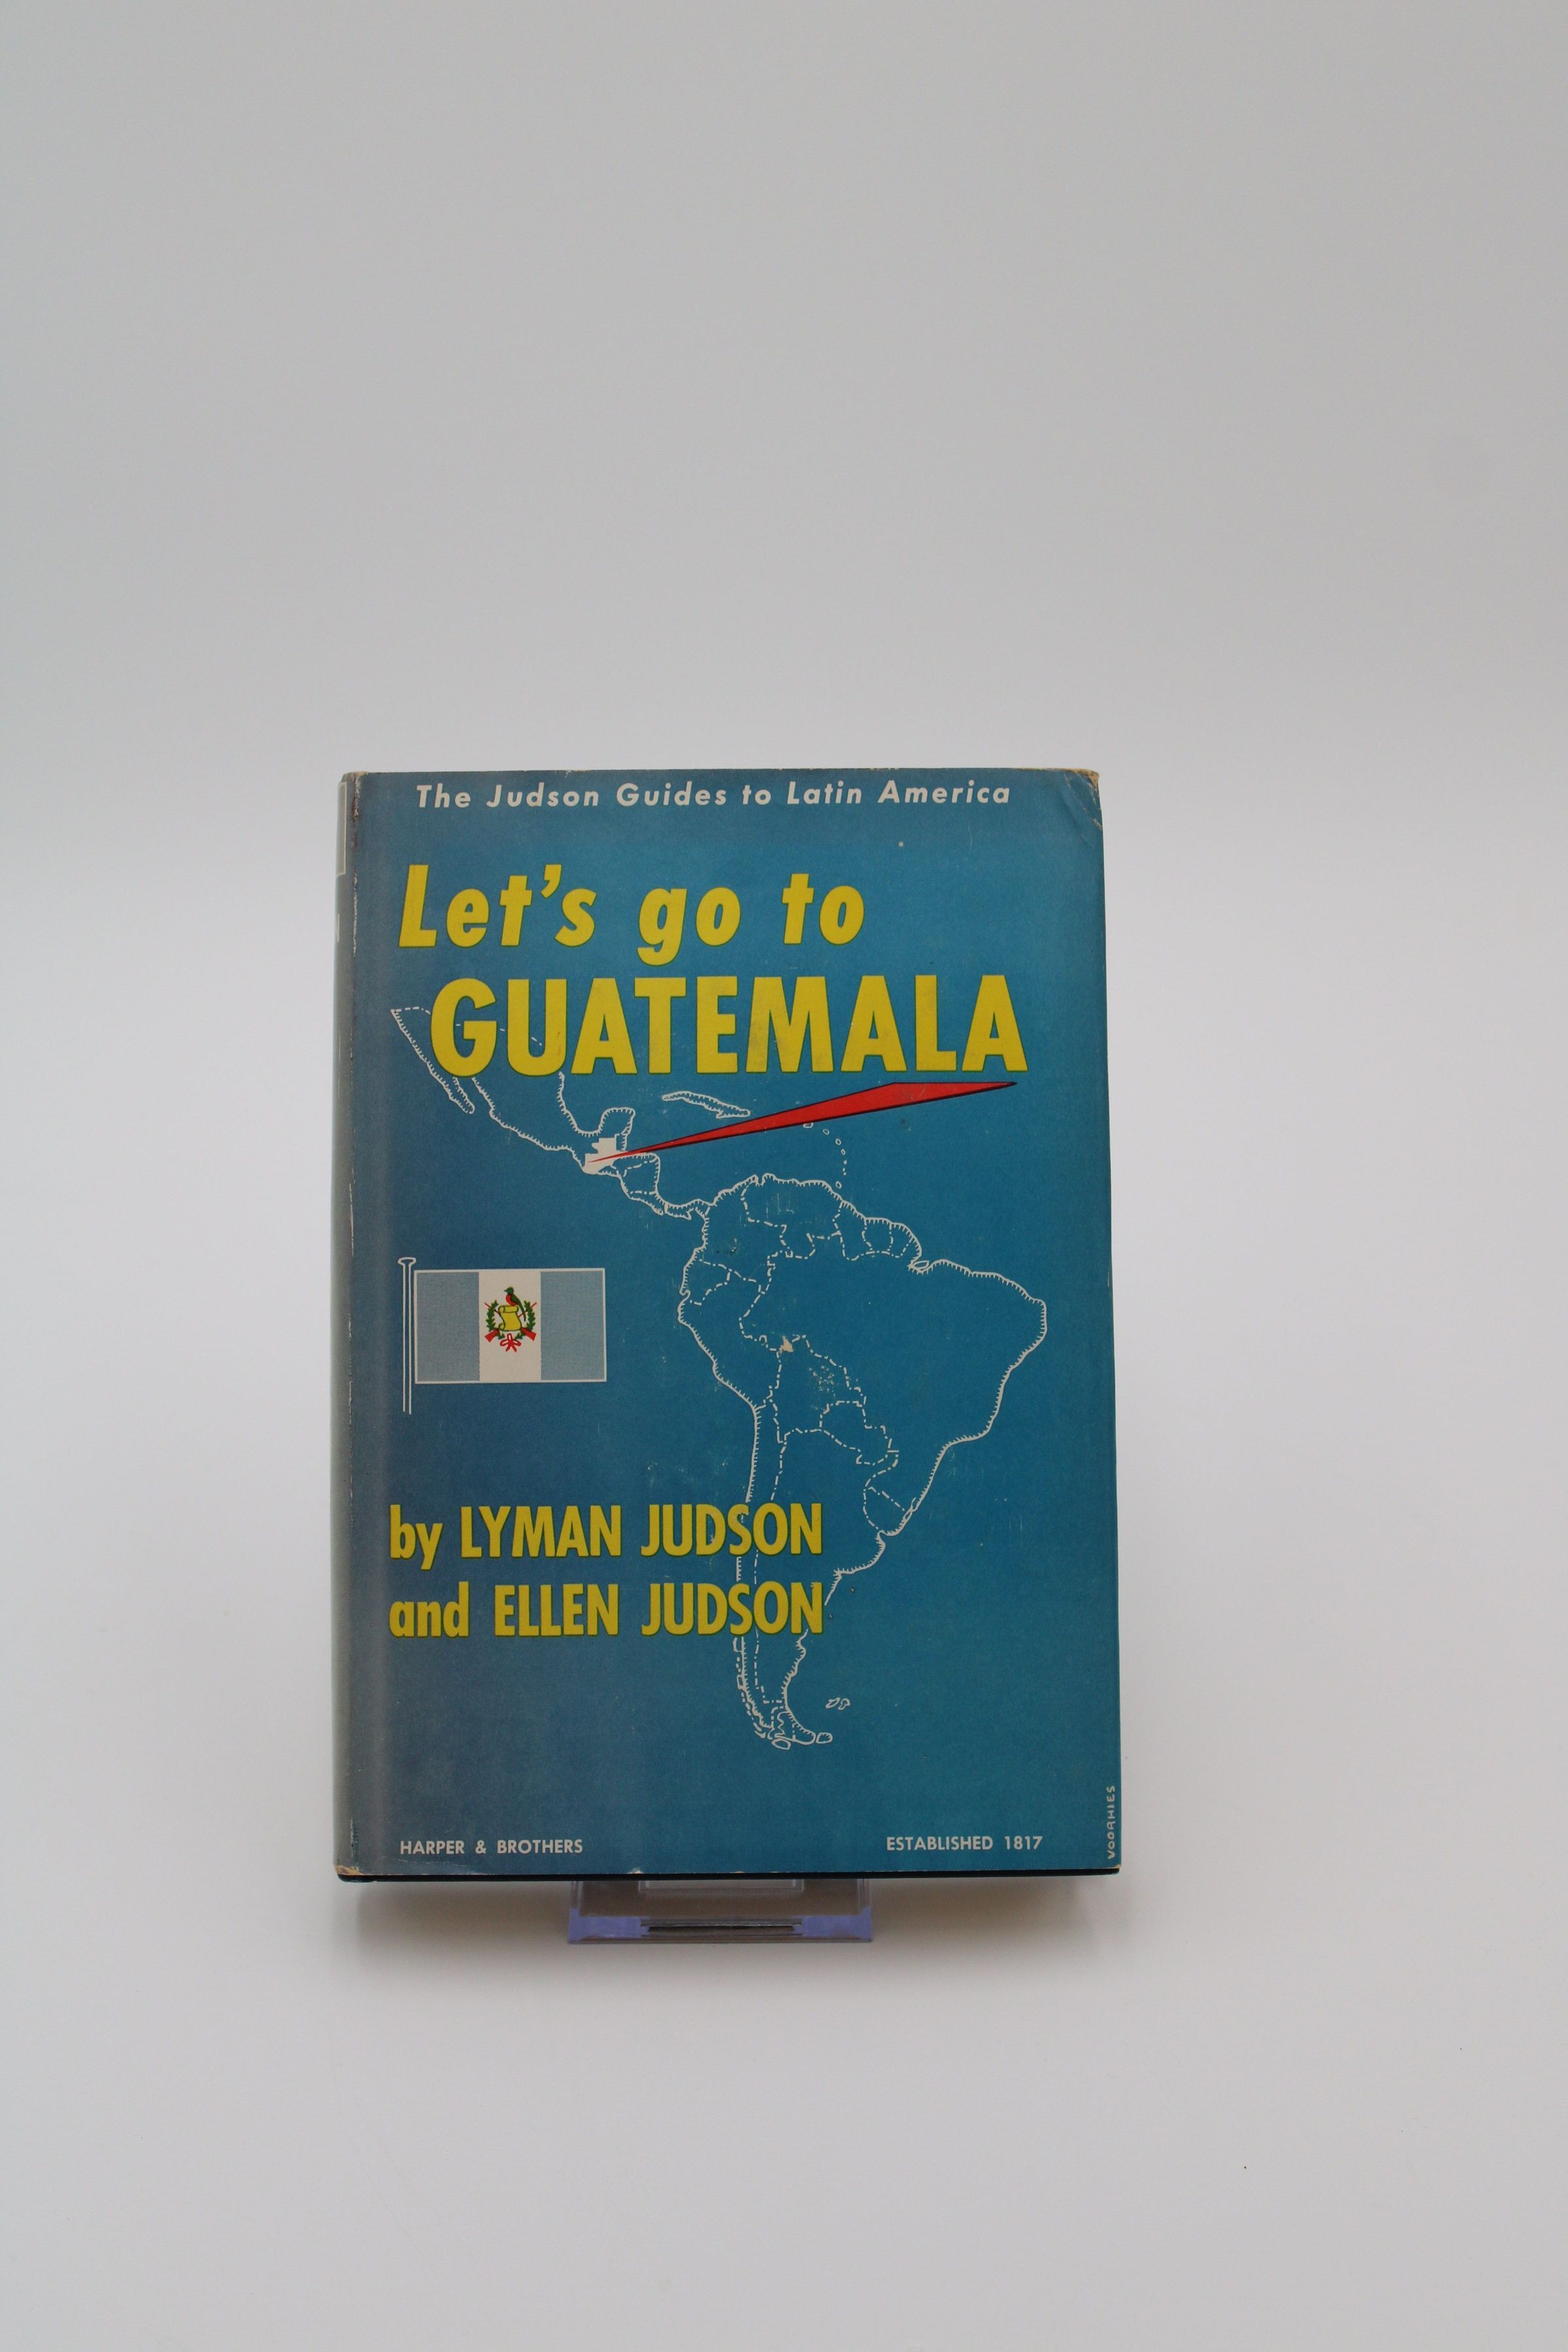 The Judson Guides to Latin America
Let's go to
GUATEMALA
by LYMAN JUDSON
and ELLEN JUDSON
HARPER & BROTHERS
ESTABLISHED 1817
VOORHIES